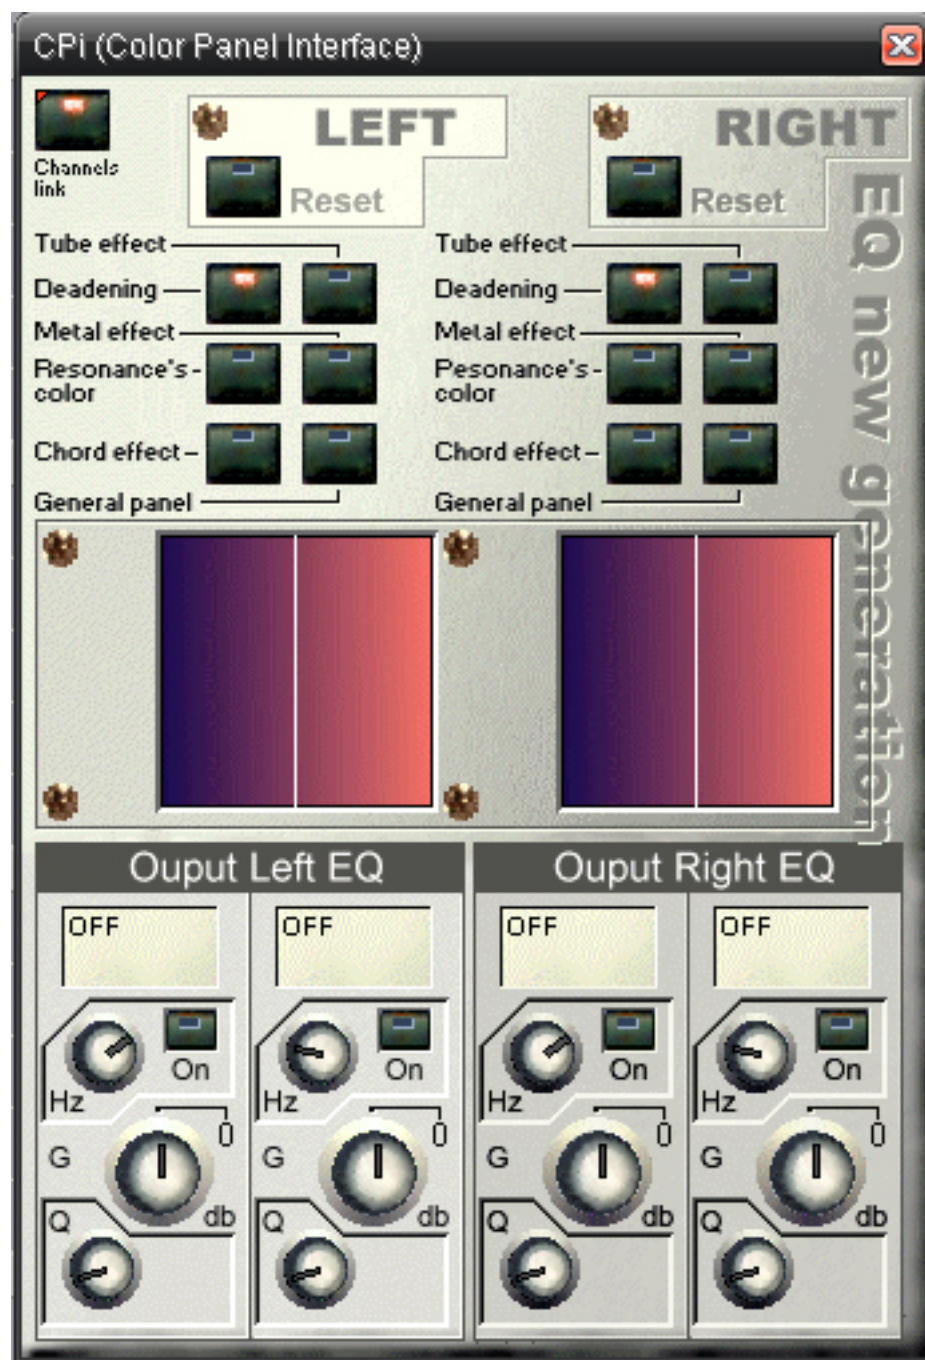 CPi (Color Panel Interface)
Channels
link
LEFT
Reset
RIGHT
Reset
EQ new generation
Tube effect
Deadening
Metal effect
Resonance's
color
Chord effect
General panel
Tube effect
Deadening
Metal effect
Pesonance's
color
Chord effect
General panel
Ouput Left EQ
OFF
OFF
On
On
Hz
Hz
0
0
G
G
db
db
Q
Q
Ouput Right EQ
OFF
OFF
On
On
Hz
Hz
0
0
G
G
db
db
Q
Q